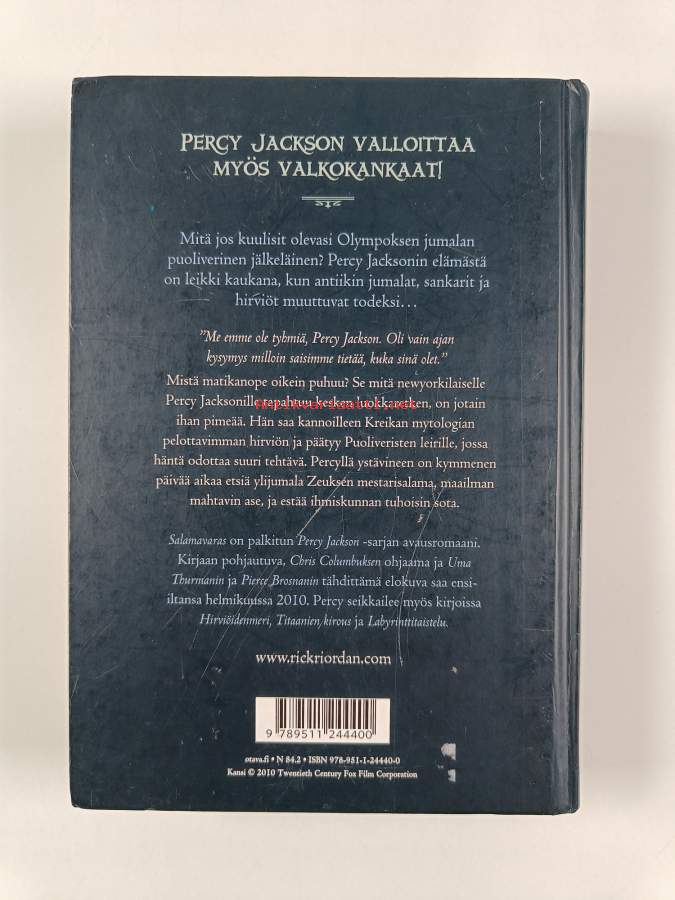 PERCY JACKSON VALLOITTAA
MYÖS VALKOKANKAAT!
Mitä jos kuulisit olevasi Olympoksen jumalan
puoliverinen jälkeläinen? Percy Jacksonin elämästä
on leikki kaukana, kun antiikin jumalat, sankarit ja
hirviöt muuttuvat todeksi…
"Me emme ole tyhmiä, Percy Jackson. Oli vain ajan
kysymys milloin saisimme tietää, kuka sinä olet."
Mistä matikanope oikein puhuu? Se mitä newyorkilaiselle
Percy Jacksonille tapahtuu kesken luokkaretken, on jotain
ihan pimeää. Hän saa kannoilleen Kreikan mytologian
pelottavimman hirviön ja päätyy Puoliveristen leirille, jossa
häntä odottaa suuri tehtävä. Percyllä ystävineen on kymmenen
päivää aikaa etsiä ylijumala Zeuksen mestarisalama, maailman
mahtavin ase, ja estää ihmiskunnan tuhoisin sota.
Salamavaras on palkitun Percy Jackson -sarjan avausromaani.
Kirjaan pohjautuva, Chris Columbuksen ohjaama ja Uma
Thurmanin ja Pierce Brosnanin tähdittämä elokuva saa ensi-
iltansa helmikuussa 2010. Percy seikkailee myös kirjoissa
Hirviöidenmeri, Titaanien kirous ja Labyrinttitaistelu.
www.rickriordan.com
9 789511 244400
otava.fi • N 84.2 • ISBN 978-951-1-24440-0
Kansi © 2010 Twentieth Century Fox Film Corporation